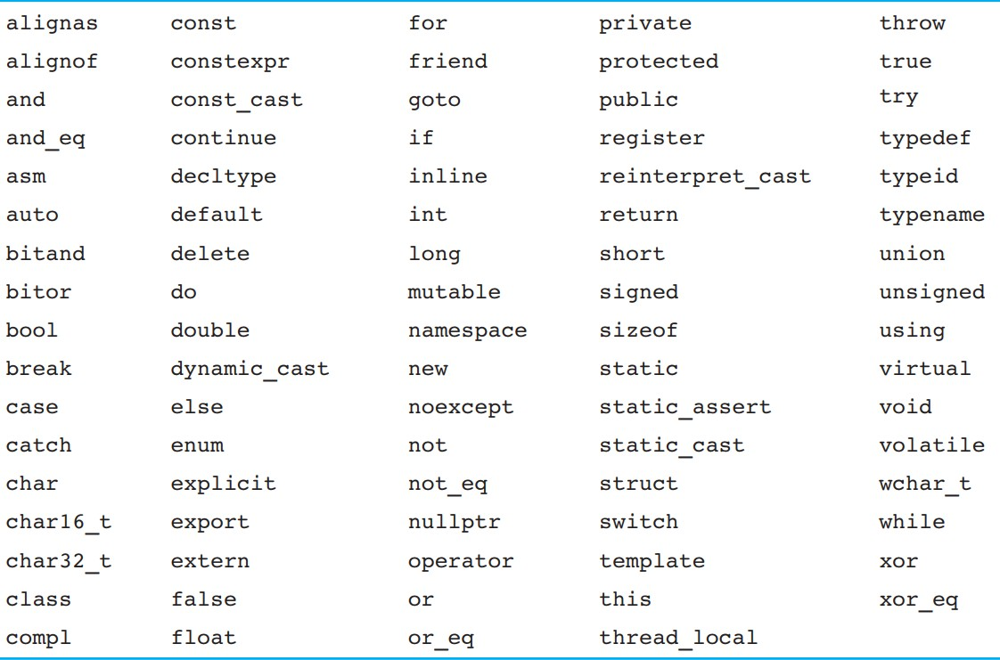 alignas const for private throw
alignof constexpr friend protected true
and const_cast goto public try
and_eq continue if register typedef
asm decltype inline reinterpret_cast typeid
auto default int return typename
bitand delete long short union
bitor do mutable signed unsigned
bool double namespace sizeof using
break dynamic_cast new static virtual
case else noexcept static_assert void
catch enum not static_cast volatile
char explicit not_eq struct wchar_t
char16_t export nullptr switch while
char32_t extern operator template xor
class false or this xor_eq
compl float or_eq thread_local